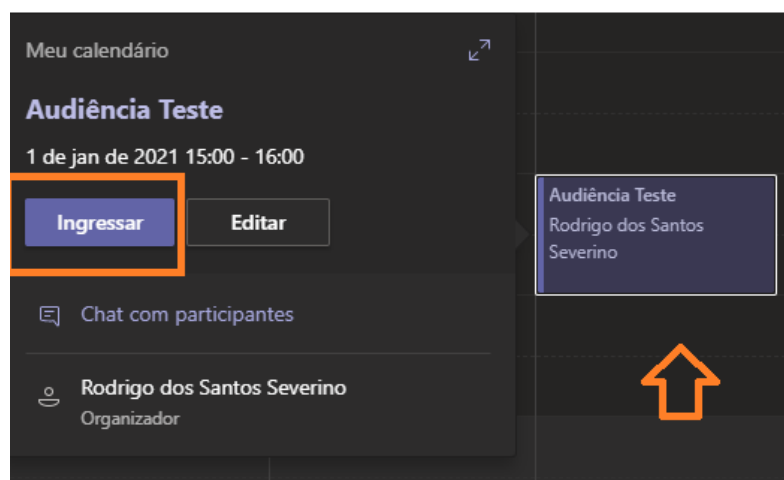 Meu calendário
Audiência Teste
1 de jan de 2021 15:00 - 16:00
Ingressar
Editar
Chat com participantes
Rodrigo dos Santos Severino
Organizador
Audiência Teste
Rodrigo dos Santos
Severino